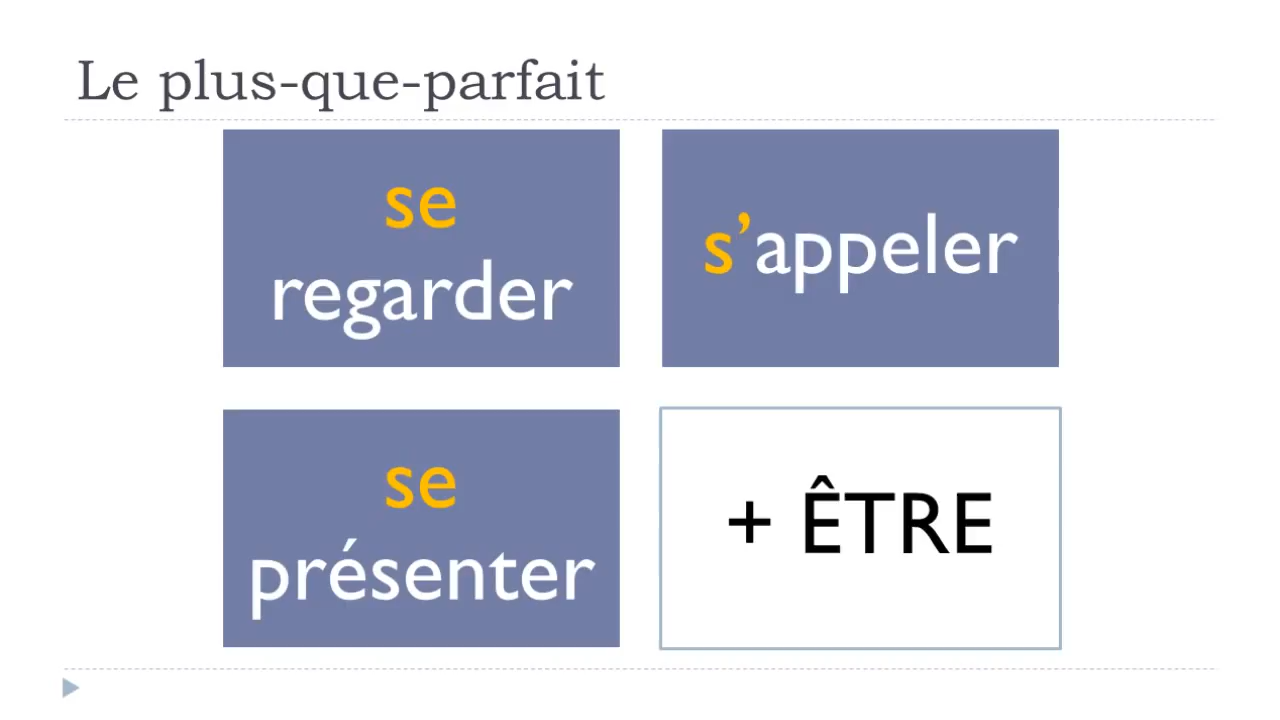 Le plus-que-parfait
se
regarder
s’appeler
se
présenter
+ ÊTRE